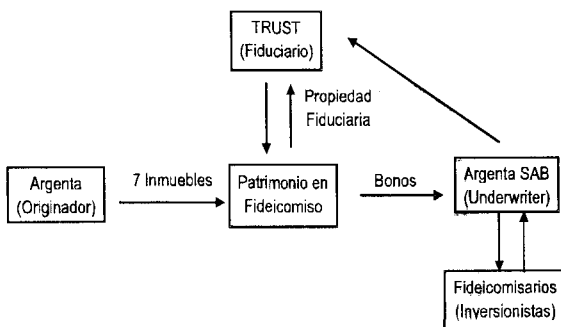 TRUST
(Fiduciario)
Propiedad
Fiduciaria
Argenta
(Originador)
7 Inmuebles
Patrimonio en
Fideicomiso
Bonos
Argenta SAB
(Underwriter)
Fideicomisarios
(Inversionistas)